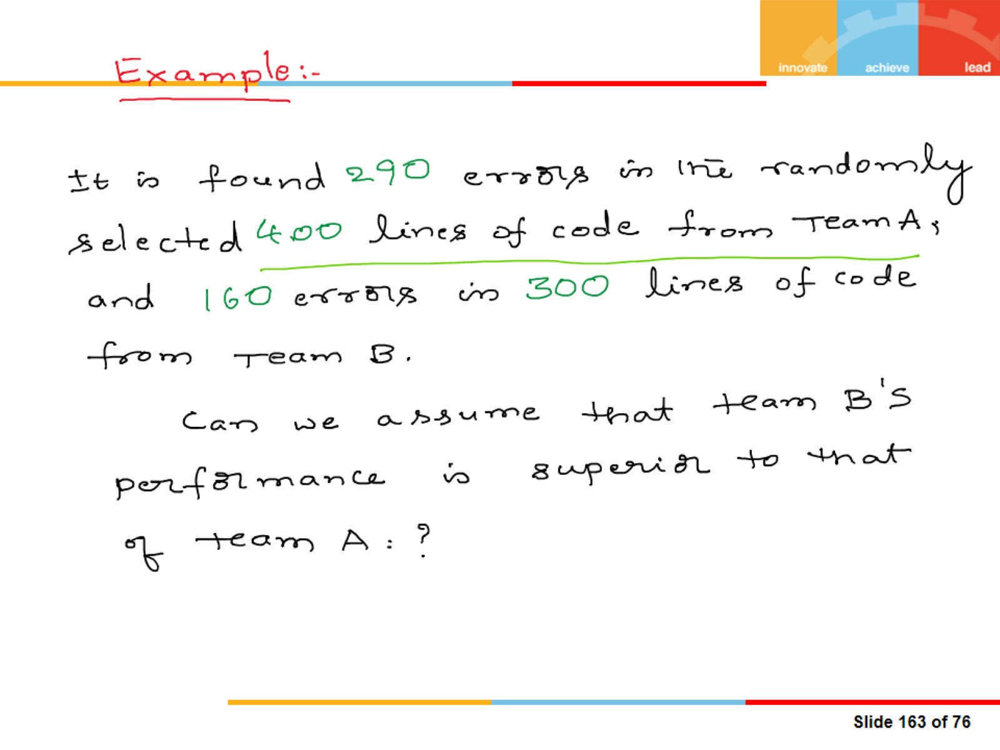 innovate achieve lead
Example:-
It is found 290 errors in the randomly
selected 400 lines of code from Team A,
and 160 errors in 300 lines of code
from Team B.
Can we assume that team B's
performance is superior to that
of team A. ?
Slide 163 of 76